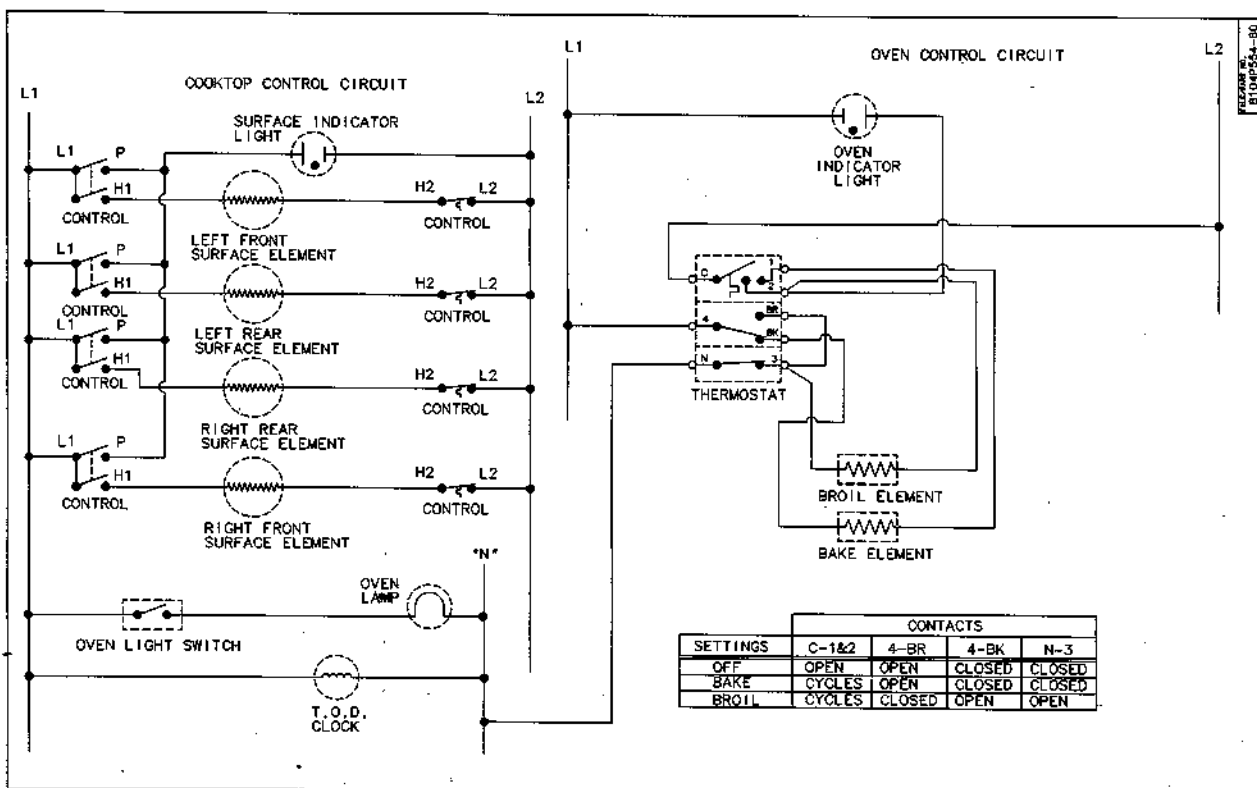 COOKTOP CONTROL CIRCUIT
L1
L2
SURFACE INDICATOR
LIGHT
L1 P
H1
CONTROL
H2 L2
CONTROL
LEFT FRONT
SURFACE ELEMENT
L1 P
H1
CONTROL
H2 L2
CONTROL
LEFT REAR
SURFACE ELEMENT
L1 P
H1
CONTROL
H2 L2
CONTROL
RIGHT REAR
SURFACE ELEMENT
L1 P
H1
CONTROL
H2 L2
CONTROL
RIGHT FRONT
SURFACE ELEMENT
"N"
OVEN
LAMP
OVEN LIGHT SWITCH
T.O.D.
CLOCK
L1
OVEN CONTROL CIRCUIT
L2
8104P554-60
OVEN
INDICATOR
LIGHT
C 1
2
BR
4
BK
N 3
THERMOSTAT
BROIL ELEMENT
BAKE ELEMENT
CONTACTS
SETTINGS C-1&2 4-BR 4-BK N-3
OFF OPEN OPEN CLOSED CLOSED
BAKE CYCLES OPEN CLOSED CLOSED
BROIL CYCLES CLOSED OPEN OPEN